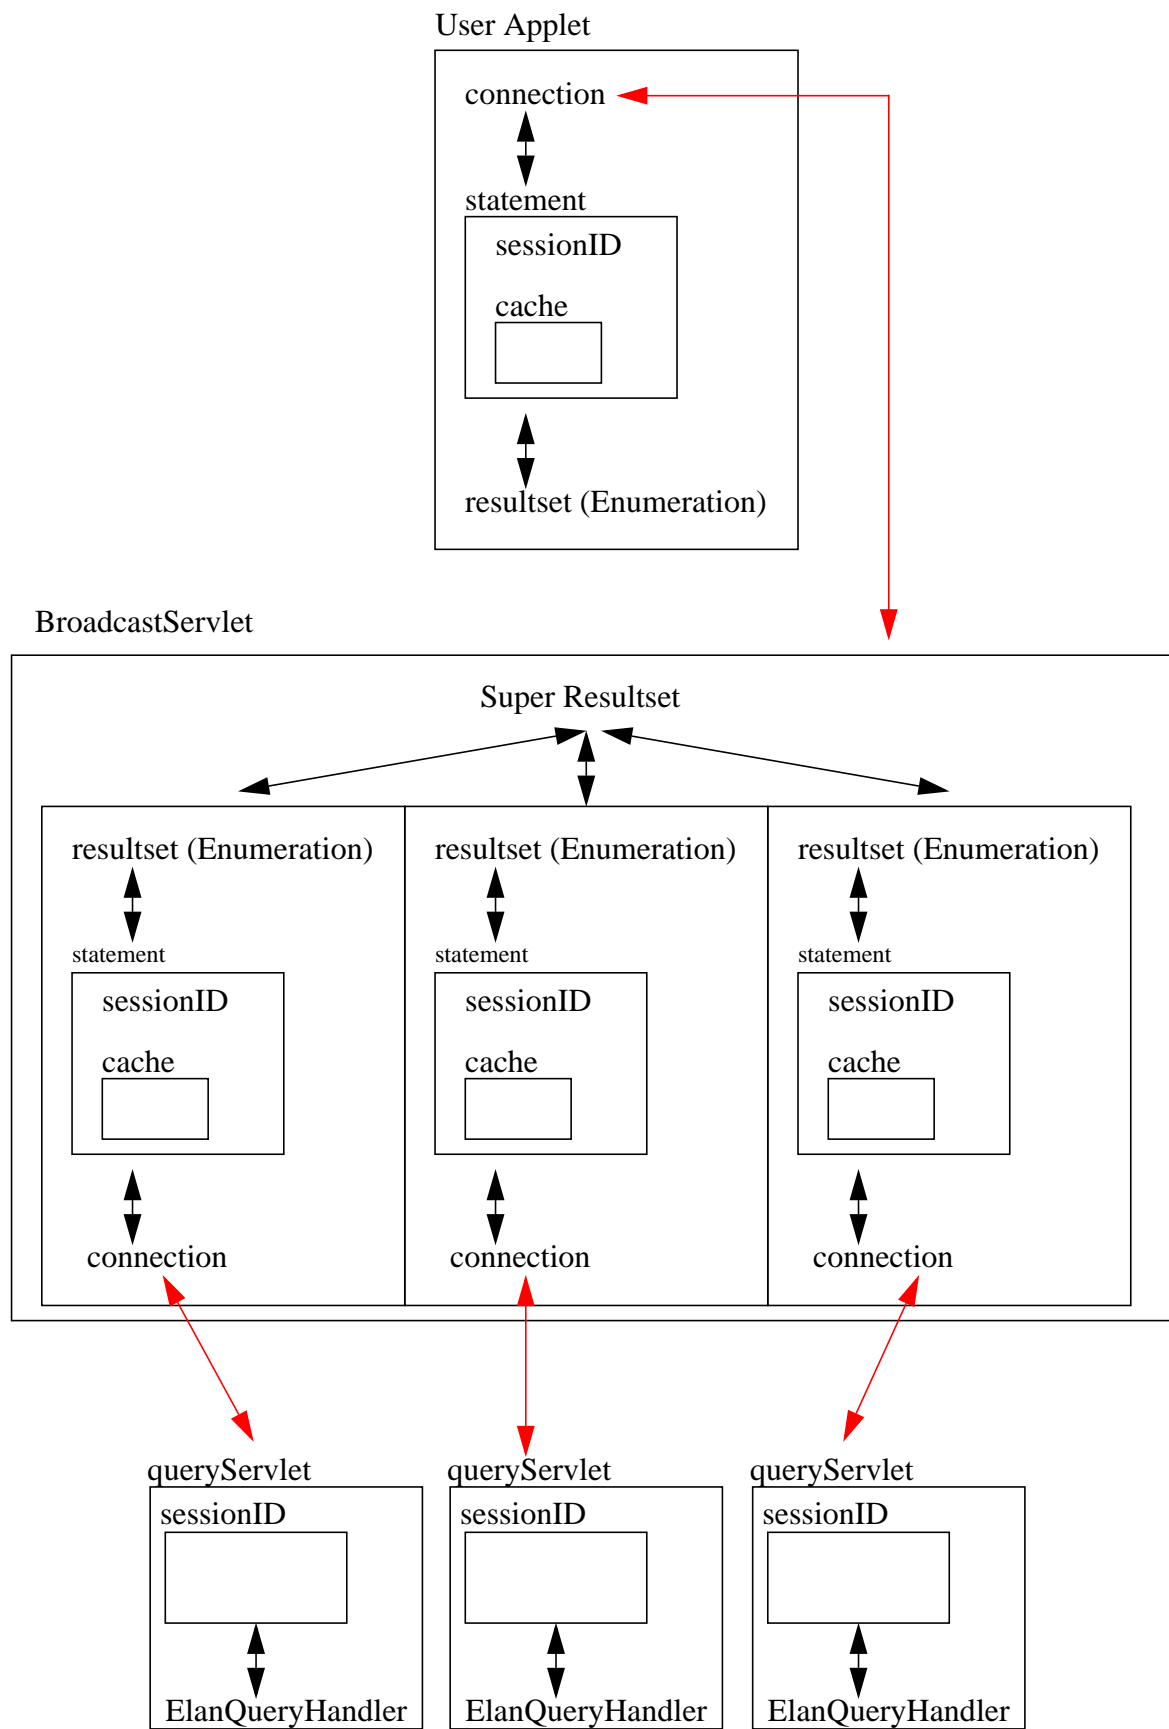 User Applet
connection
statement
sessionID
cache
resultset (Enumeration)
BroadcastServlet
Super Resultset
resultset (Enumeration) resultset (Enumeration) resultset (Enumeration)
statement statement statement
sessionID sessionID sessionID
cache cache cache
connection connection connection
queryServlet queryServlet queryServlet
sessionID sessionID sessionID
ElanQueryHandler ElanQueryHandler ElanQueryHandler